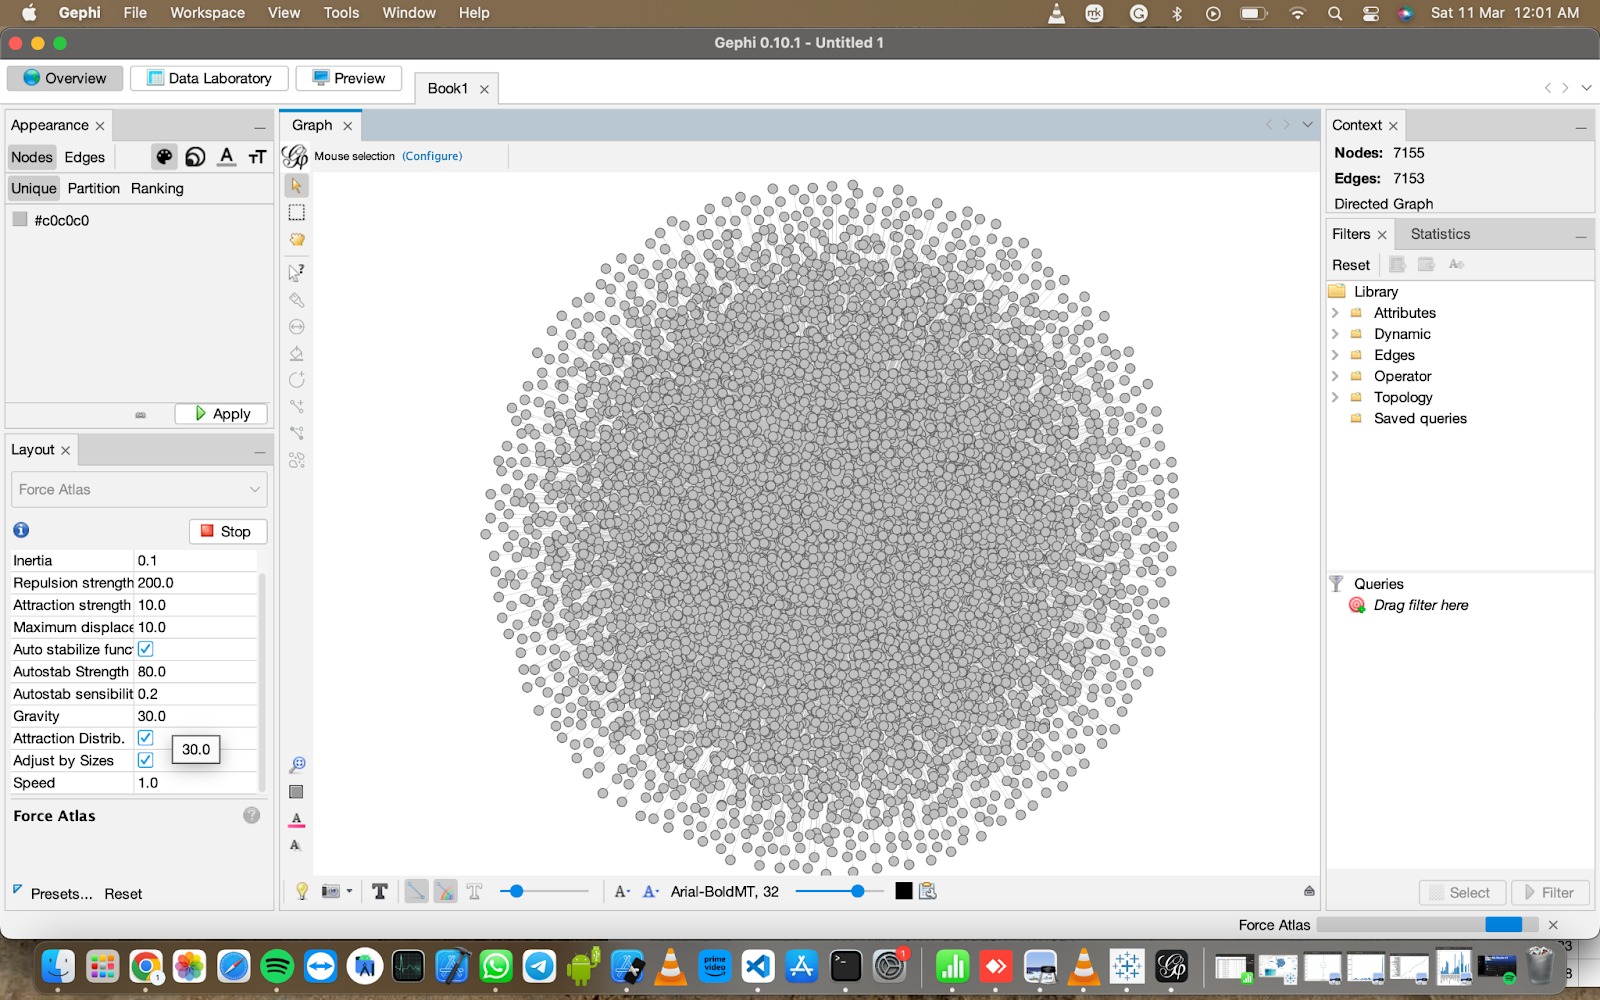 Gephi File Workspace View Tools Window Help Sat 11 Mar 12:01 AM
Gephi 0.10.1 - Untitled 1
Overview Data Laboratory Preview Book1
Appearance
Nodes Edges
Unique Partition Ranking
#c0c0c0
Apply
Layout
Force Atlas
Stop
Inertia 0.1
Repulsion strength 200.0
Attraction strength 10.0
Maximum displace 10.0
Auto stabilize func
Autostab Strength 80.0
Autostab sensibilit 0.2
Gravity 30.0
Attraction Distrib.
30.0
Adjust by Sizes
Speed 1.0
Force Atlas
Presets... Reset
Graph
Mouse selection (Configure)
Arial-BoldMT, 32
Context
Nodes: 7155
Edges: 7153
Directed Graph
Filters Statistics
Reset
Library
Attributes
Dynamic
Edges
Operator
Topology
Saved queries
Queries
Drag filter here
Select Filter
Force Atlas
prime video